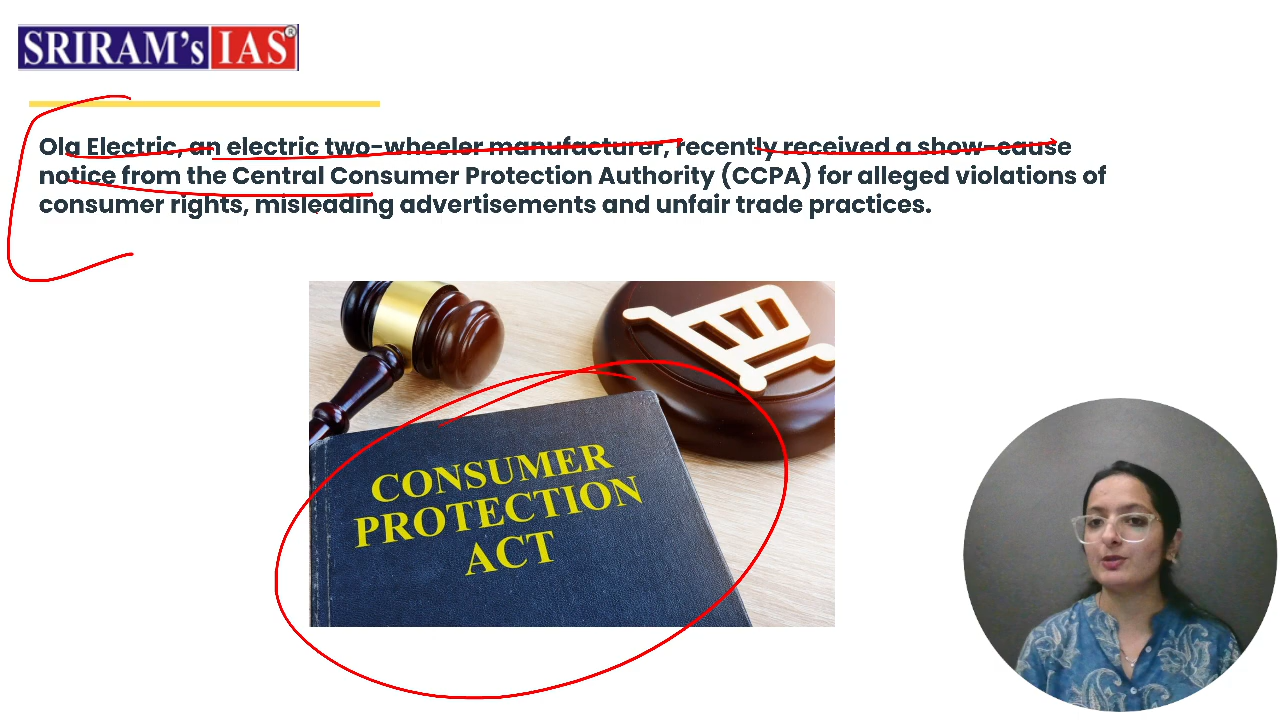 SRIRAM's IAS®
Ola Electric, an electric two-wheeler manufacturer, recently received a show-cause
notice from the Central Consumer Protection Authority (CCPA) for alleged violations of
consumer rights, misleading advertisements and unfair trade practices.
CONSUMER
PROTECTION
ACT